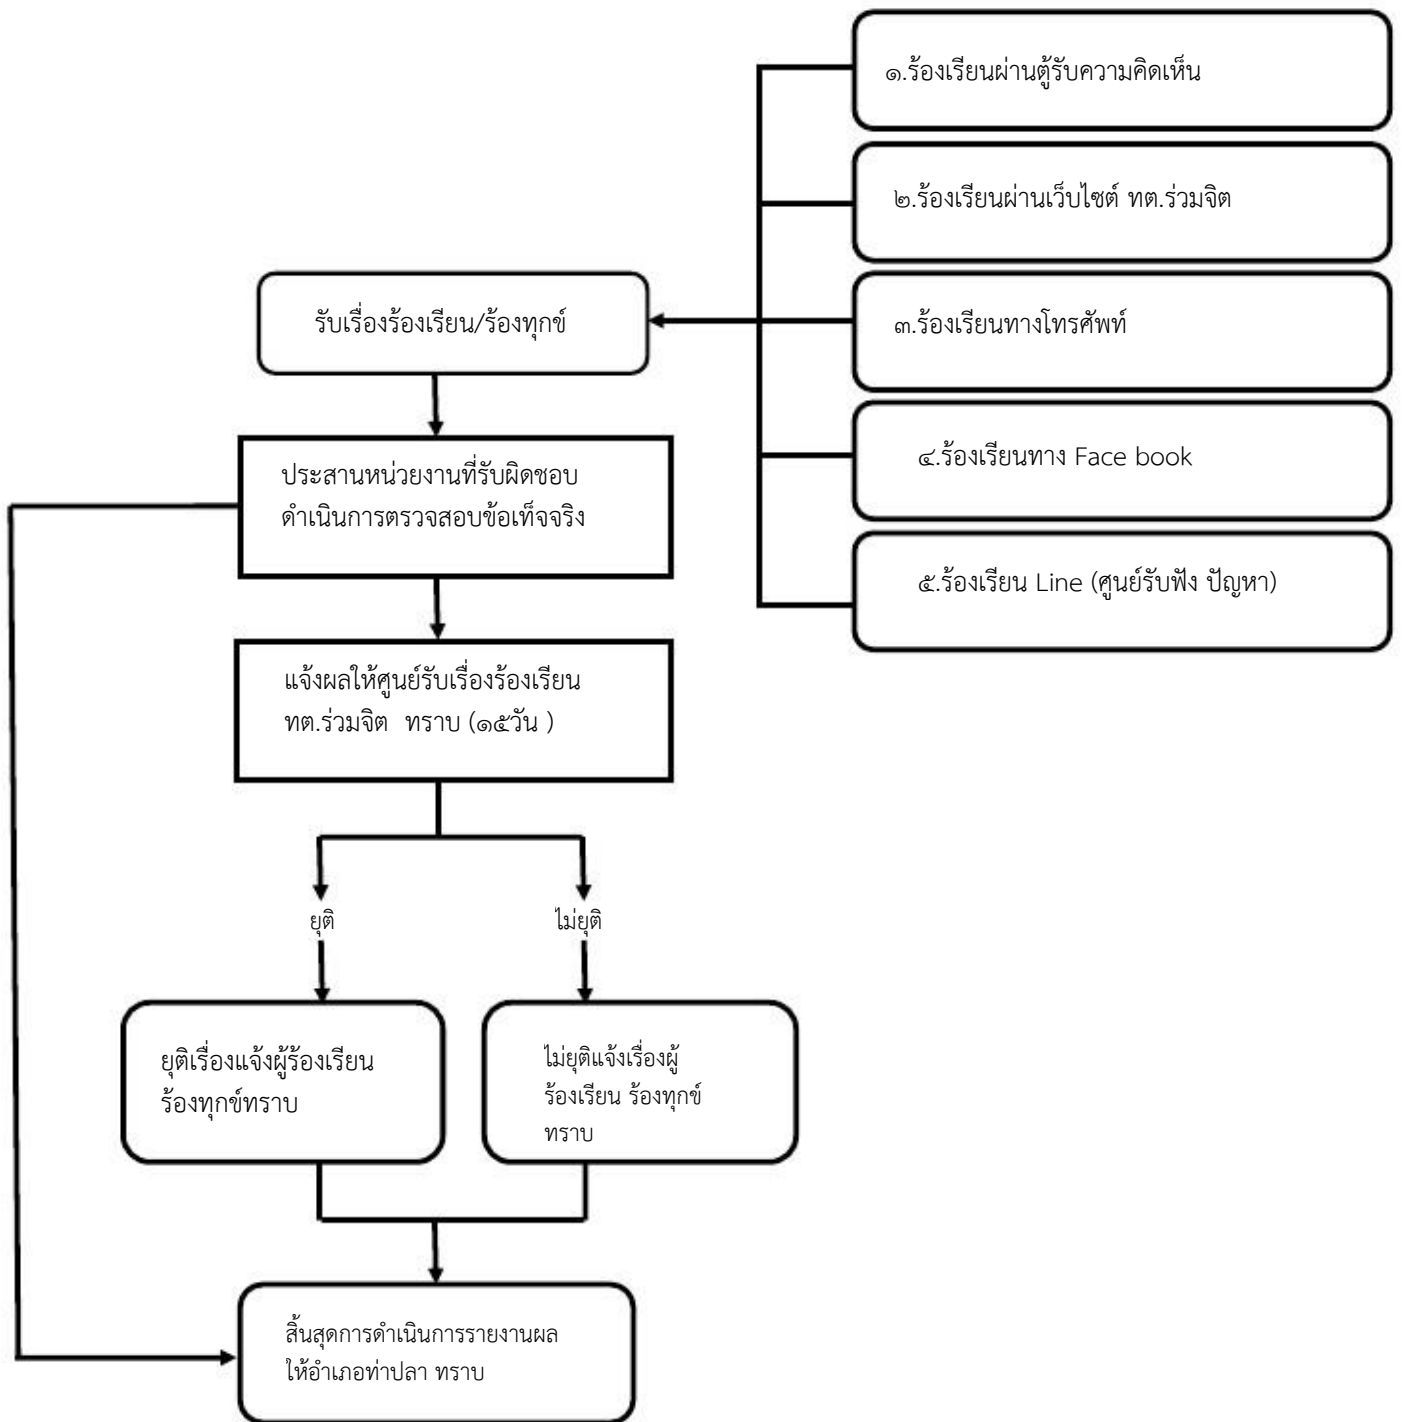 ๑.ร้องเรียนผ่านตู้รับความคิดเห็น
๒.ร้องเรียนผ่านเว็บไซต์ ทต.ร่วมจิต
รับเรื่องร้องเรียน/ร้องทุกข์
๓.ร้องเรียนทางโทรศัพท์
๔.ร้องเรียนทาง Face book
ประสานหน่วยงานที่รับผิดชอบ
ดำเนินการตรวจสอบข้อเท็จจริง
๕.ร้องเรียน Line (ศูนย์รับฟัง ปัญหา)
แจ้งผลให้ศูนย์รับเรื่องร้องเรียน
ทต.ร่วมจิต ทราบ (๑๕วัน )
ยุติ
ไม่ยุติ
ยุติเรื่องแจ้งผู้ร้องเรียน
ร้องทุกข์ทราบ
ไม่ยุติแจ้งเรื่องผู้
ร้องเรียน ร้องทุกข์
ทราบ
สิ้นสุดการดำเนินการรายงานผล
ให้อำเภอท่าปลา ทราบ